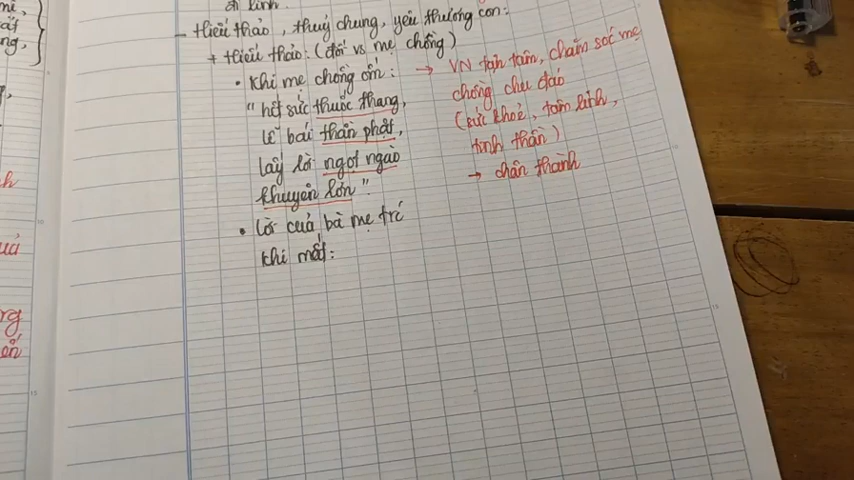 đi kinh
- Hiếu thảo, thuỷ chung, yêu thương con:
+ Hiếu thảo: (đối vs mẹ chồng)
• Khi mẹ chồng ốm:
"hết sức thuốc thang,
lễ bái thần phật,
lấy lời ngọt ngào
khuyên lơn"
→ VN tận tâm, chăm sóc mẹ
chồng chu đáo
(sức khoẻ, tâm linh,
tinh thần)
→ chân thành
• Lời của bà mẹ trc
khi mất: